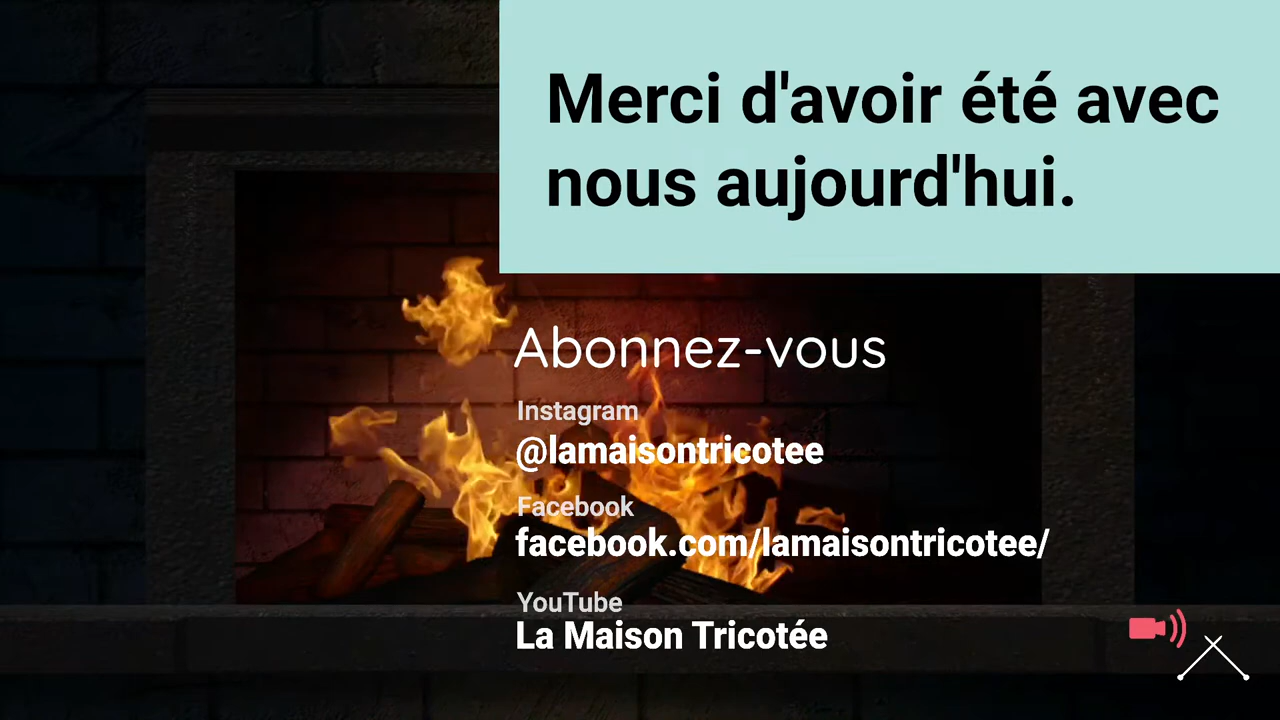 Merci d'avoir été avec
nous aujourd'hui.
Abonnez-vous
Instagram
@lamaisontricotee
Facebook
facebook.com/lamaisontricotee/
YouTube
La Maison Tricotée